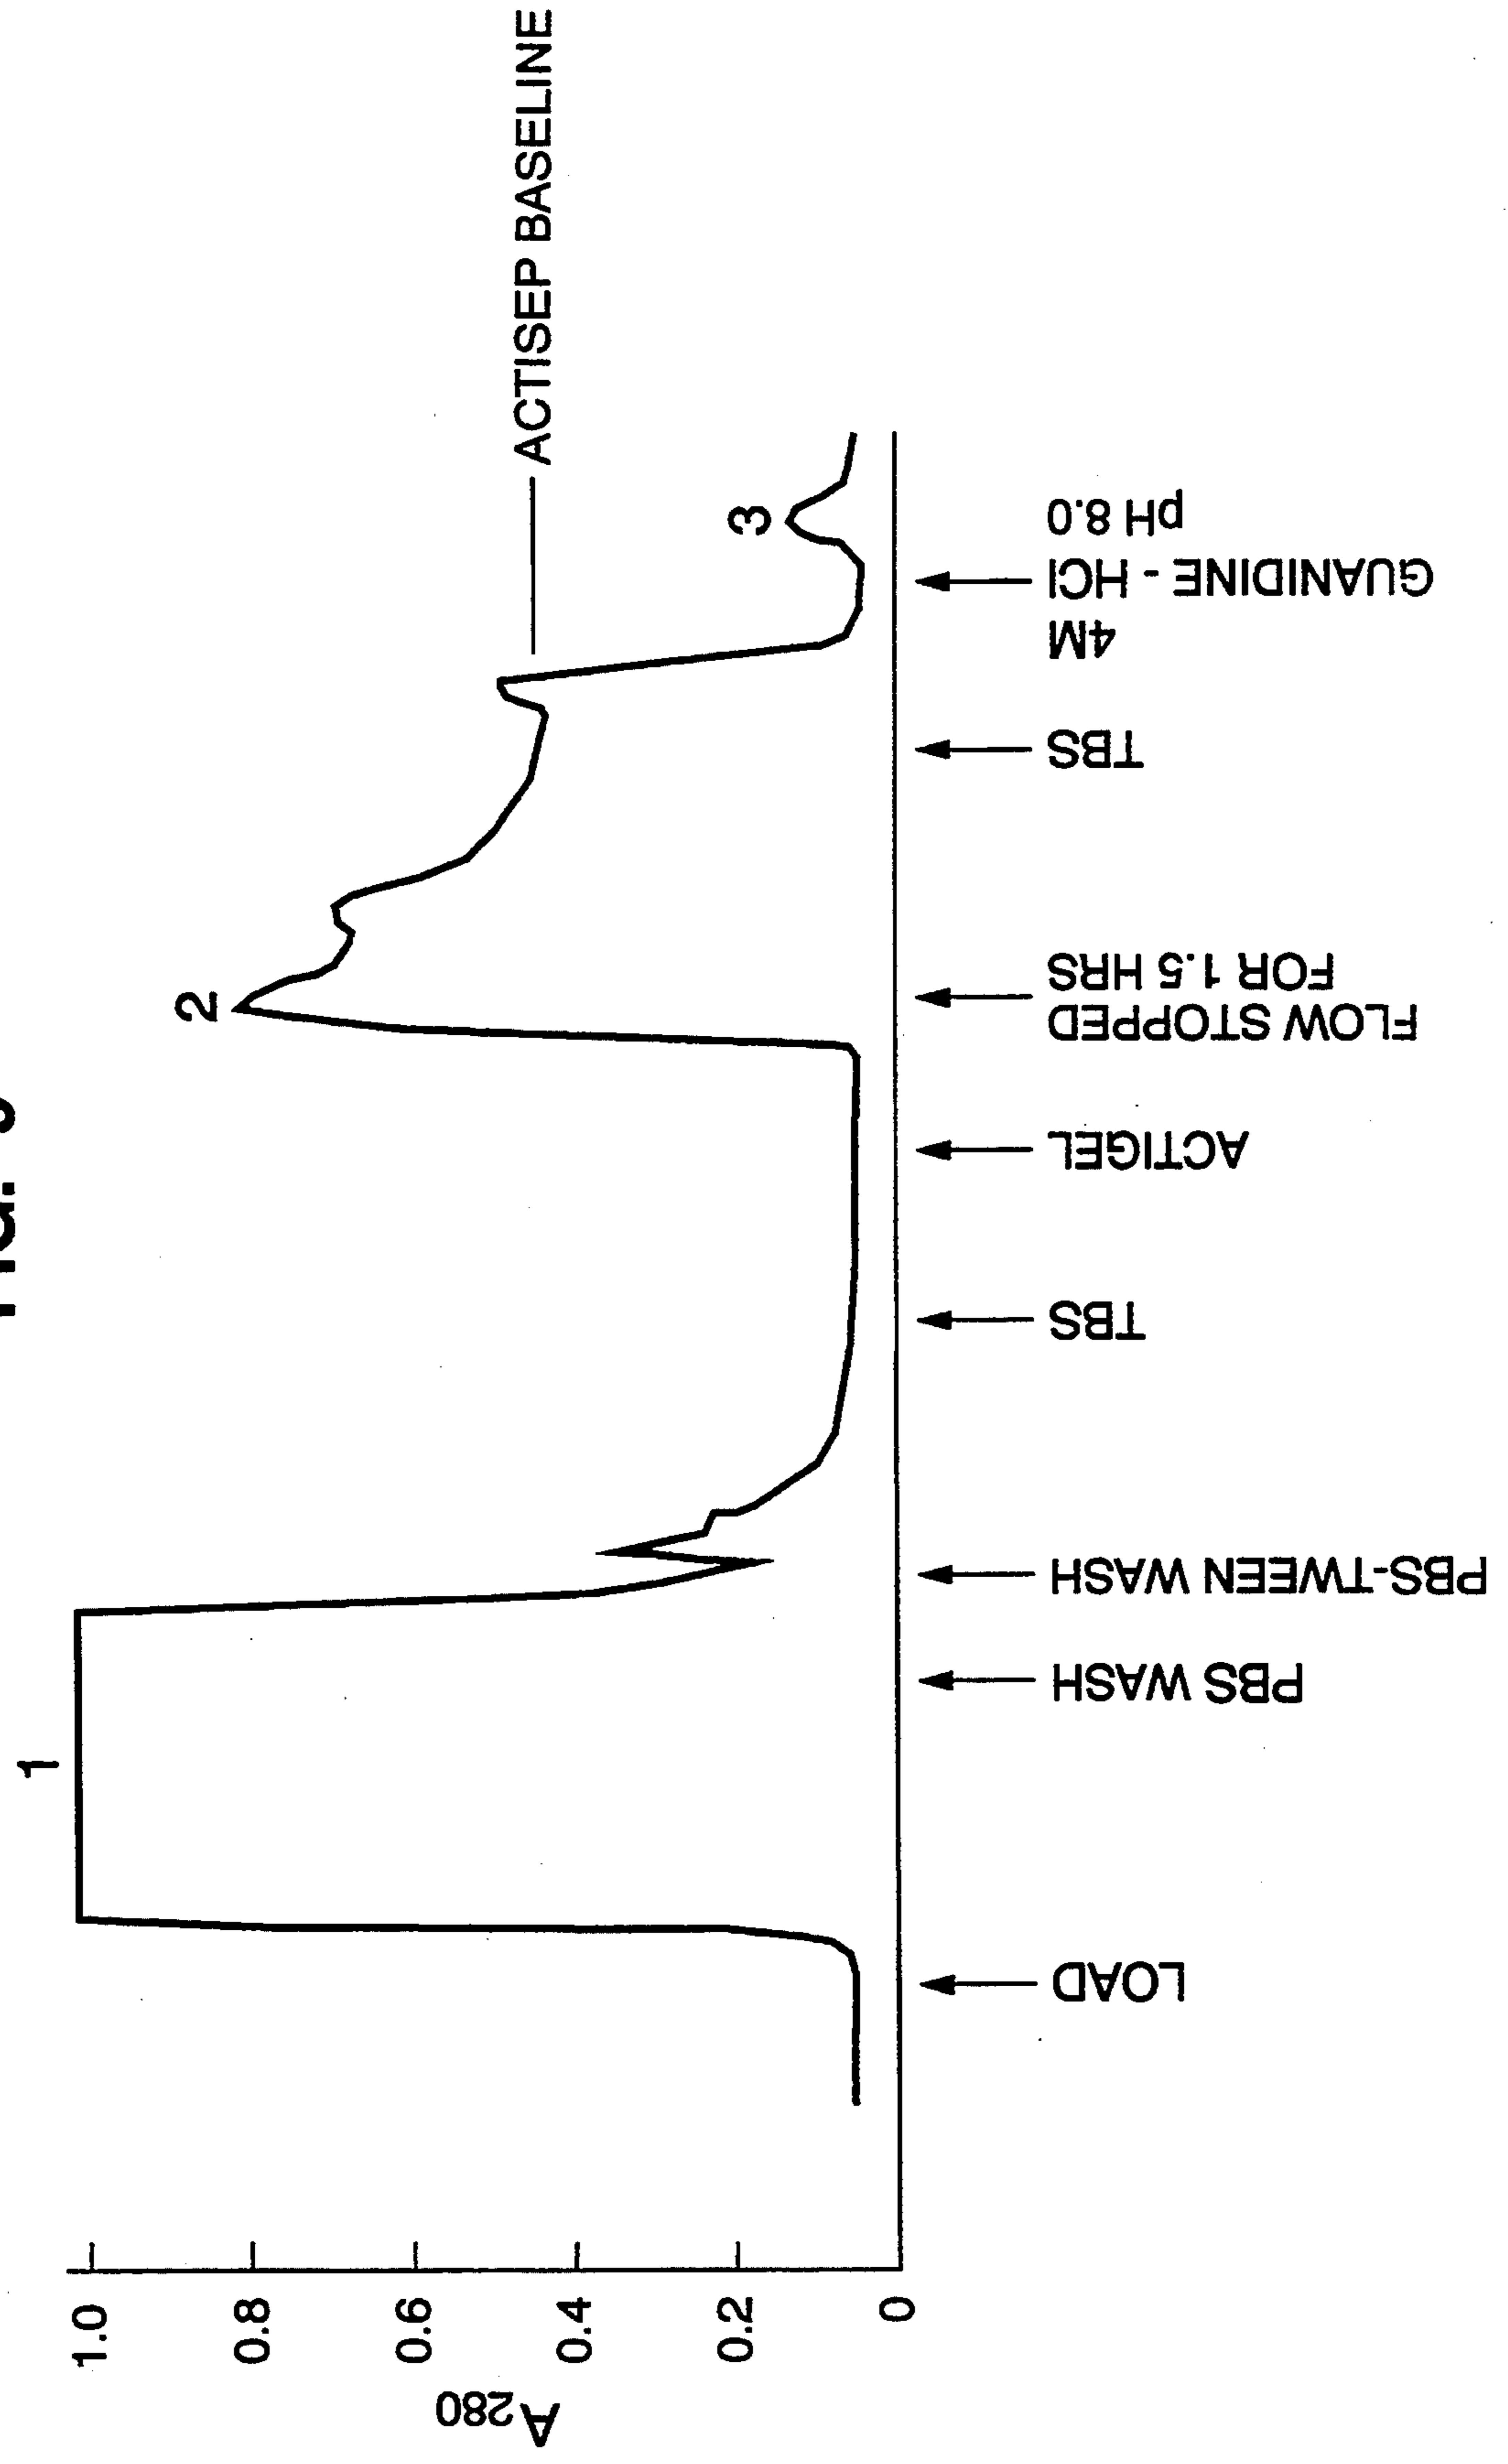 1
2
3
ACTISEP BASELINE
A280
1.0
0.8
0.6
0.4
0.2
0
LOAD
PBS WASH
PBS-TWEEN WASH
TBS
ACTIGEL
FLOW STOPPED
FOR 1.5 HRS
TBS
4M
GUANIDINE - HCl
pH 8.0